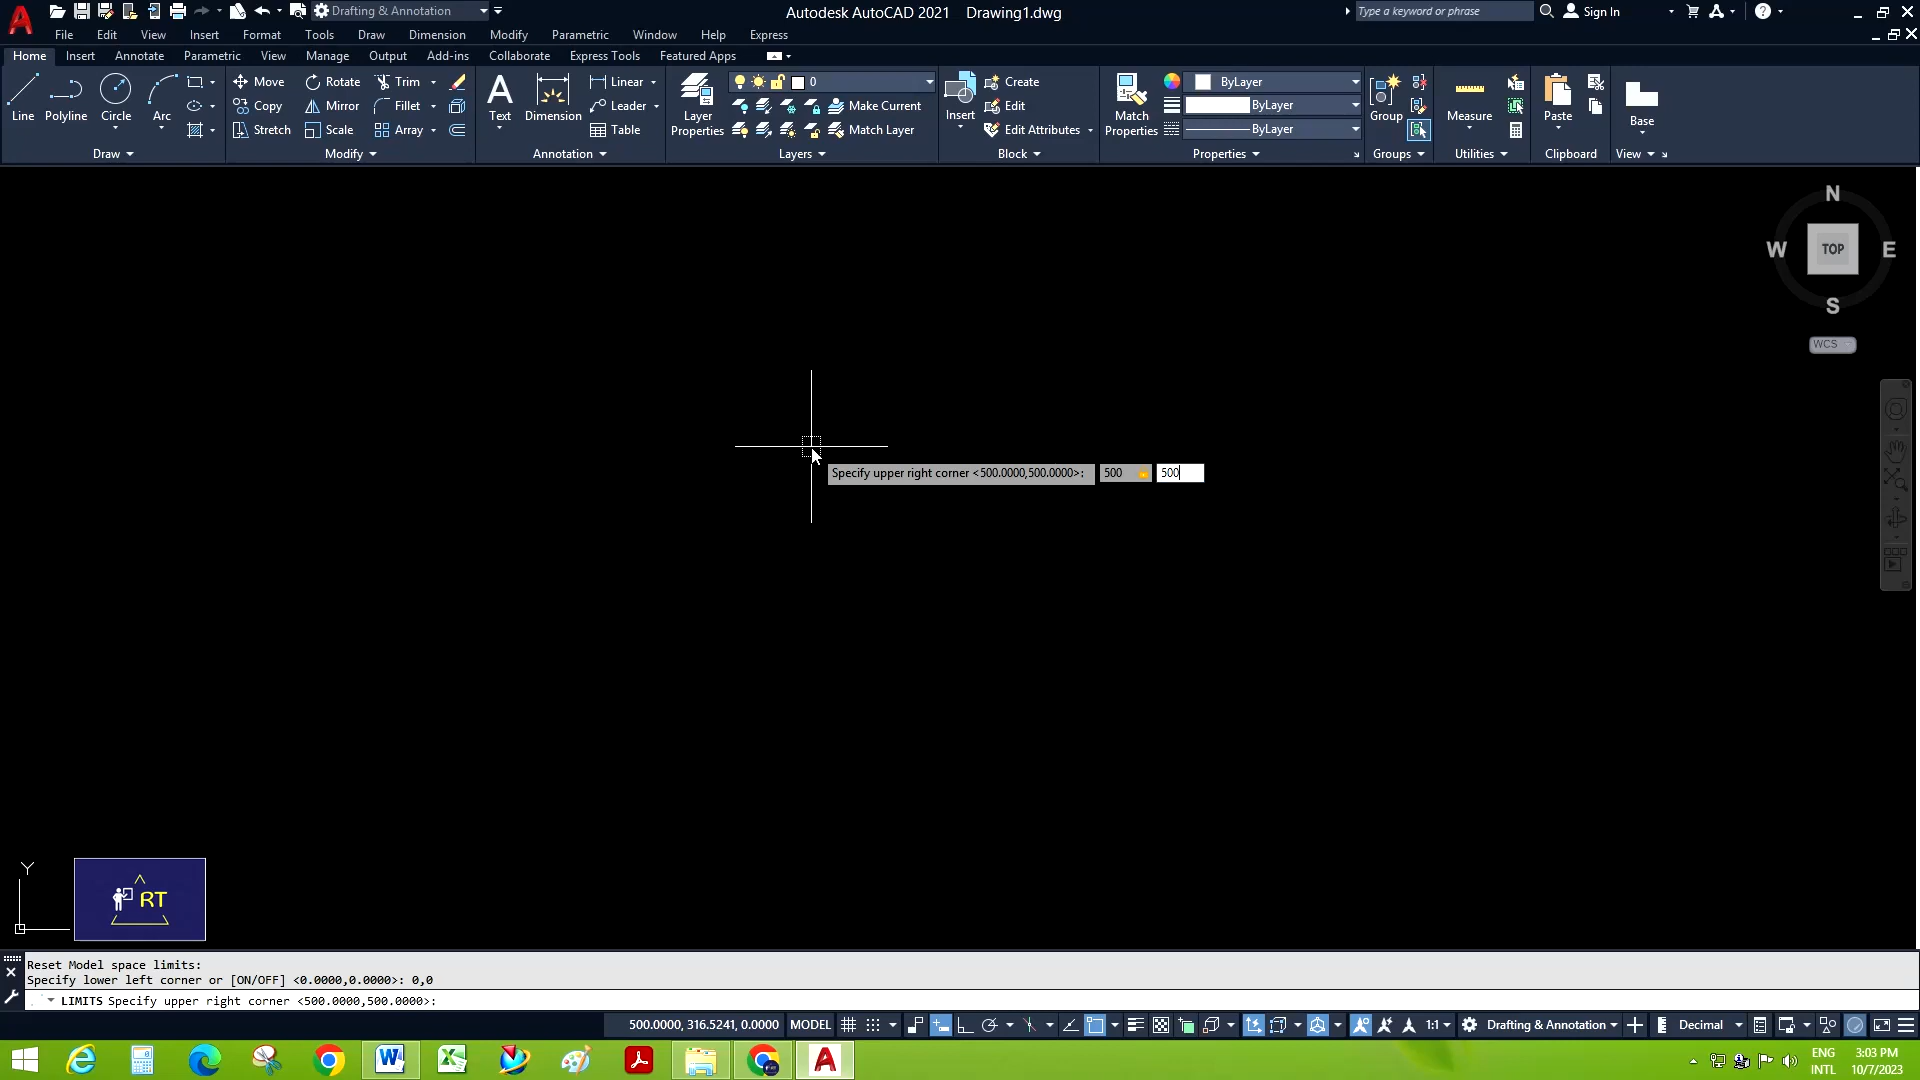 Drafting & Annotation
Autodesk AutoCAD 2021 Drawing1.dwg
Type a keyword or phrase
Sign In
File Edit View Insert Format Tools Draw Dimension Modify Parametric Window Help Express
Home Insert Annotate Parametric View Manage Output Add-ins Collaborate Express Tools Featured Apps
Line Polyline Circle Arc
Move Rotate Trim
Copy Mirror Fillet
Stretch Scale Array
Text Dimension
Linear
Leader
Table
Layer Properties
0
Make Current
Match Layer
Insert
Create
Edit
Edit Attributes
Match Properties
ByLayer
ByLayer
ByLayer
Group
Measure
Paste
Base
Draw Modify Annotation Layers Block Properties Groups Utilities Clipboard View
N
W TOP E
S
WCS
Specify upper right corner <500.0000,500.0000>: 500 500
Y
RT
Reset Model space limits:
Specify lower left corner or [ON/OFF] <0.0000,0.0000>: 0,0
LIMITS Specify upper right corner <500.0000,500.0000>:
500.0000, 316.5241, 0.0000 MODEL 1:1 Drafting & Annotation Decimal
ENG 3:03 PM
INTL 10/7/2023